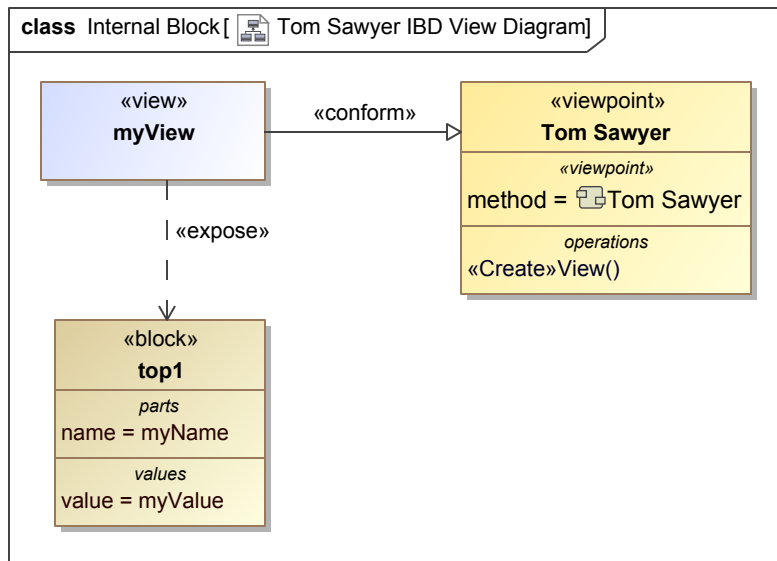 class Internal Block[ Tom Sawyer IBD View Diagram]
«view»
myView
«conform»
«viewpoint»
Tom Sawyer
«viewpoint»
method = Tom Sawyer
operations
«Create»View()
«expose»
«block»
top1
parts
name = myName
values
value = myValue